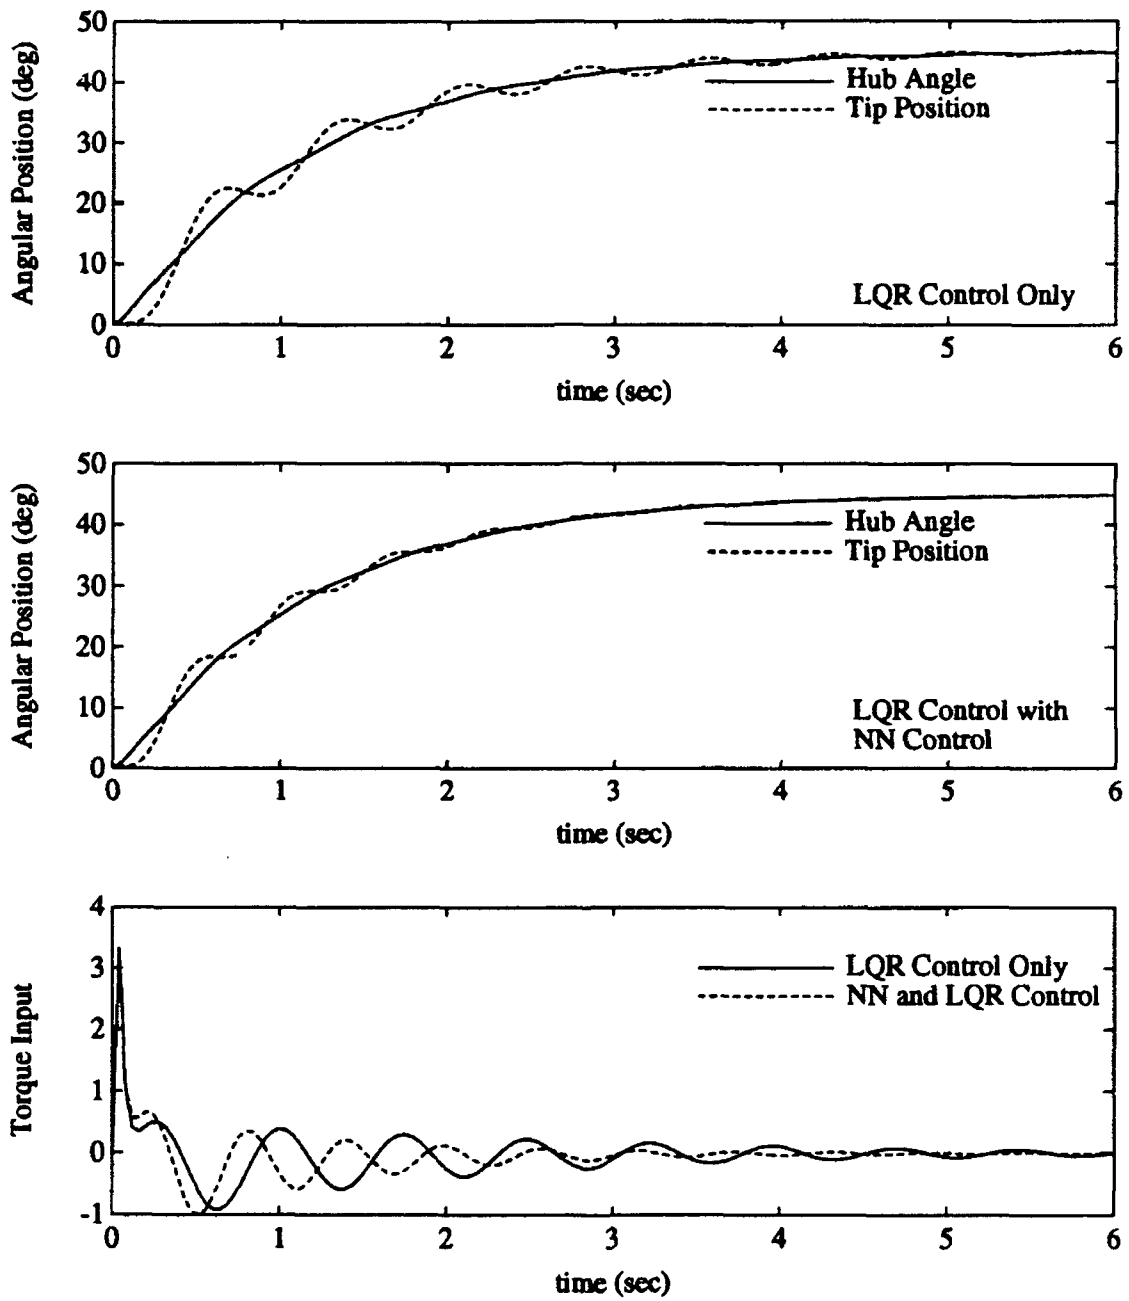 50
40
30
20
10
0
Angular Position (deg)
Hub Angle
Tip Position
LQR Control Only
0 1 2 3 4 5 6
time (sec)
50
40
30
20
10
0
Angular Position (deg)
Hub Angle
Tip Position
LQR Control with
NN Control
0 1 2 3 4 5 6
time (sec)
4
3
2
1
0
-1
Torque Input
LQR Control Only
NN and LQR Control
0 1 2 3 4 5 6
time (sec)